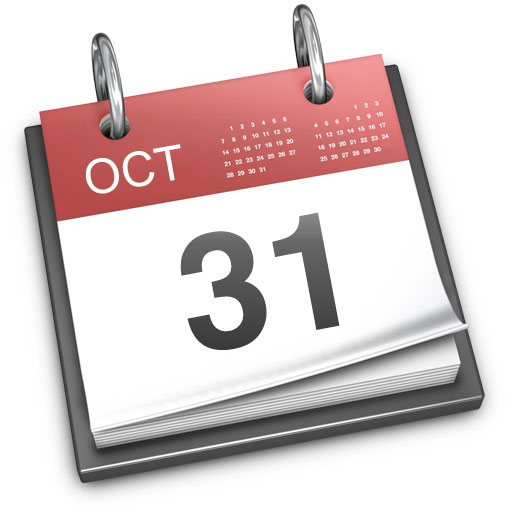 OCT
1 2 3 4 5 6
7 8 9 10 11 12 13
14 15 16 17 18 19 20
21 22 23 24 25 26 27
28 29 30 31
1 2 3
4 5 6 7 8 9 10
11 12 13 14 15 16 17
18 19 20 21 22 23 24
25 26 27 28 29 30
31